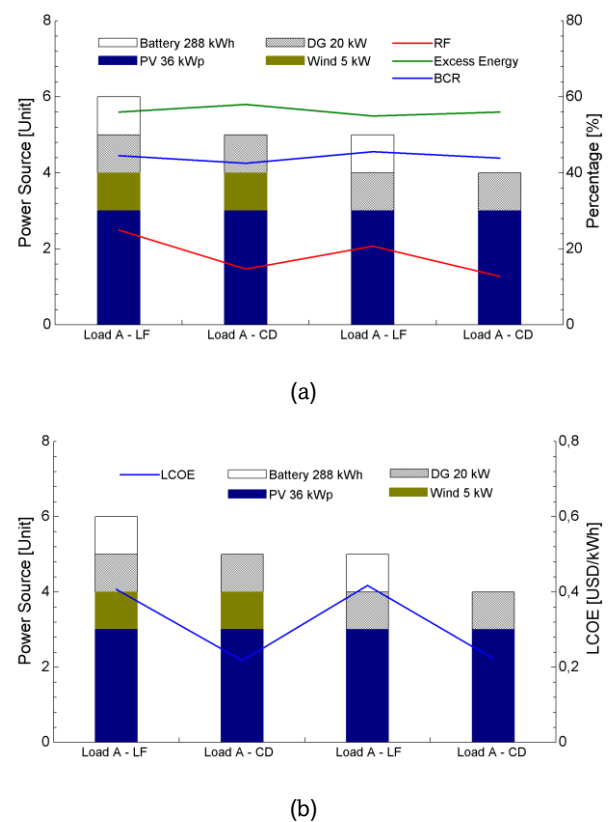 8
80
Battery 288 kWh
DG 20 kW
RF
PV 36 kWp
Wind 5 kW
Excess Energy
BCR
6
60
Power Source [Unit]
4
40
Percentage [%]
2
20
0
0
Load A - LF
Load A - CD
Load A - LF
Load A - CD
(a)
8
0,8
LCOE
Battery 288 kWh
DG 20 kW
PV 36 kWp
Wind 5 kW
6
0,6
Power Source [Unit]
4
0,4
LCOE [USD/kWh]
2
0,2
0
0
Load A - LF
Load A - CD
Load A - LF
Load A - CD
(b)